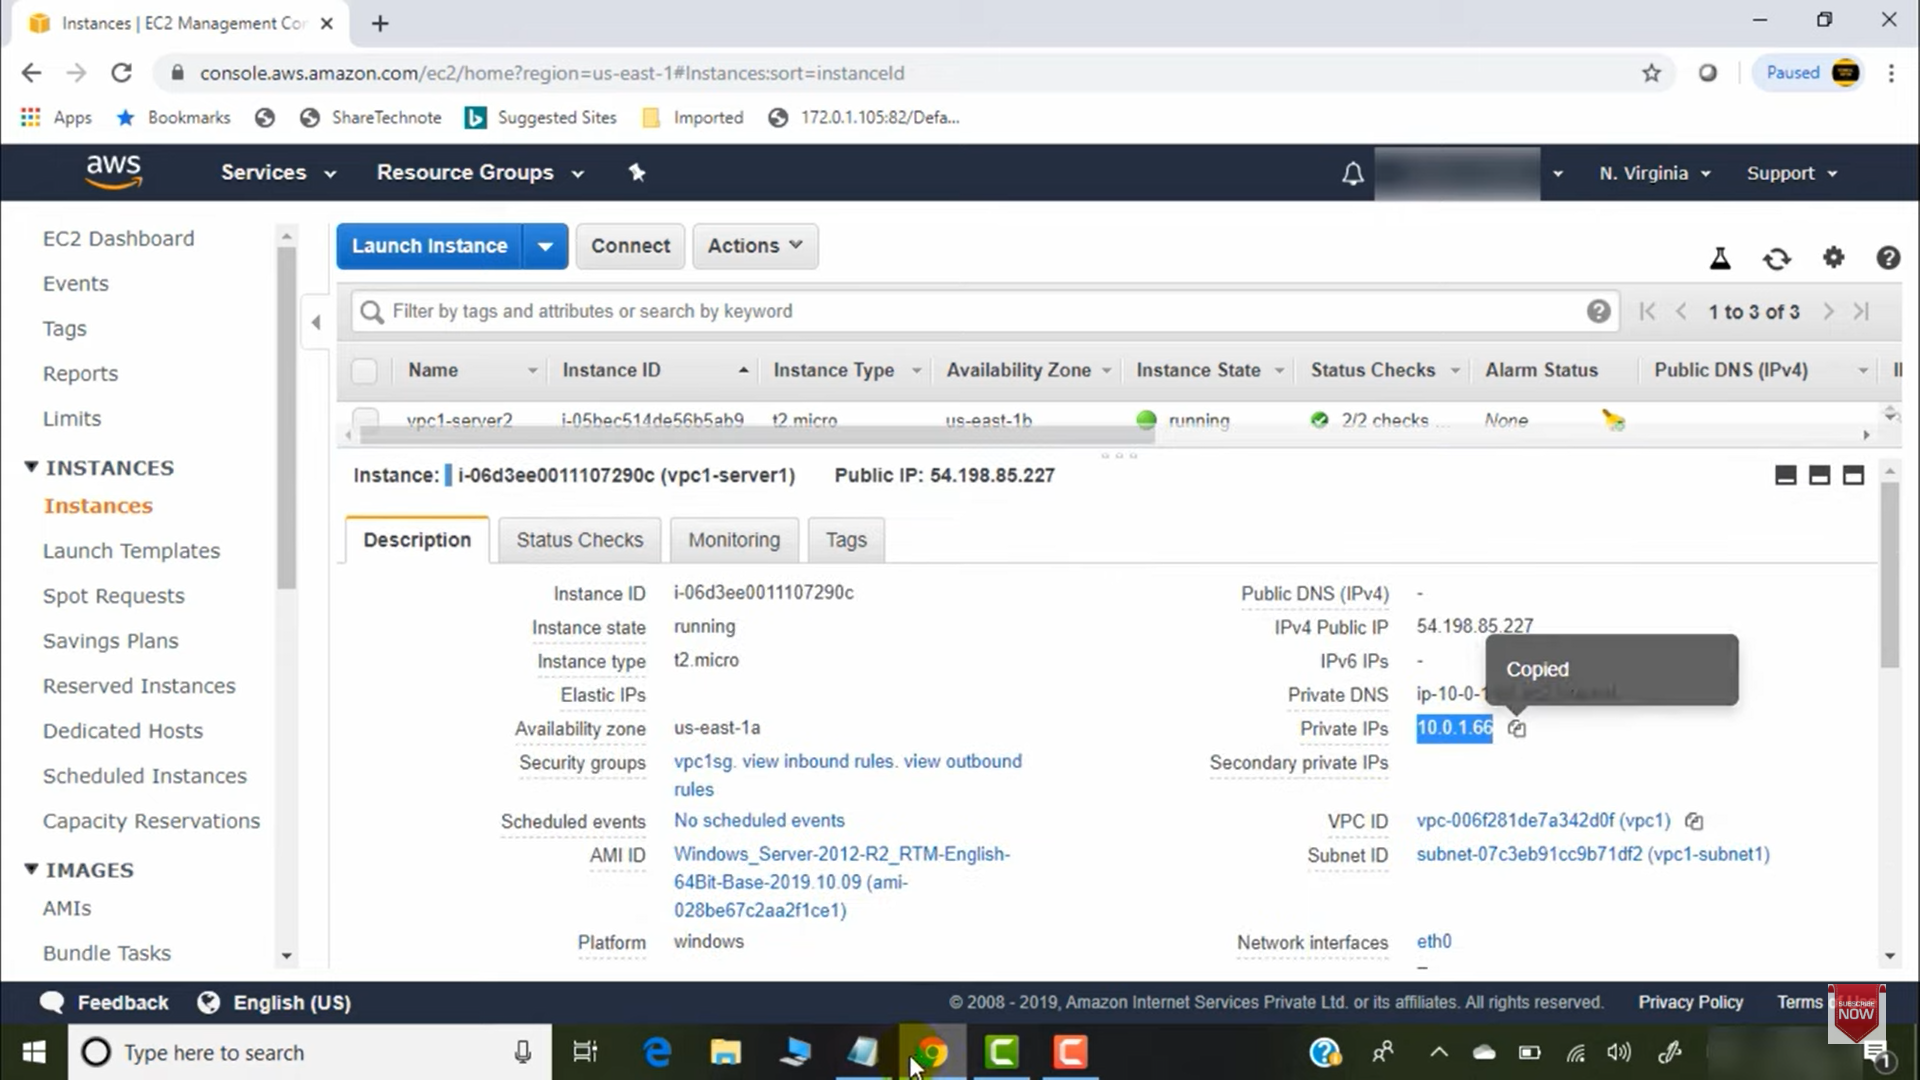 Instances | EC2 Management Co
console.aws.amazon.com/ec2/home?region=us-east-1#Instances:sort=instanceId
Paused
Apps Bookmarks ShareTechnote Suggested Sites Imported 172.0.1.105:82/Defa...
aws Services Resource Groups N. Virginia Support
EC2 Dashboard
Events
Tags
Reports
Limits
INSTANCES
Instances
Launch Templates
Spot Requests
Savings Plans
Reserved Instances
Dedicated Hosts
Scheduled Instances
Capacity Reservations
IMAGES
AMIs
Bundle Tasks
Launch Instance Connect Actions
Filter by tags and attributes or search by keyword
1 to 3 of 3
Name Instance ID Instance Type Availability Zone Instance State Status Checks Alarm Status Public DNS (IPv4)
vpc1-server2 i-05bec514de56b5ab9 t2.micro us-east-1b running 2/2 checks ... None
Instance: i-06d3ee0011107290c (vpc1-server1) Public IP: 54.198.85.227
Description Status Checks Monitoring Tags
Instance ID i-06d3ee0011107290c
Instance state running
Instance type t2.micro
Elastic IPs
Availability zone us-east-1a
Security groups vpc1sg. view inbound rules. view outbound
rules
Scheduled events No scheduled events
AMI ID Windows_Server-2012-R2_RTM-English-
64Bit-Base-2019.10.09 (ami-
028be67c2aa2f1ce1)
Platform windows
Public DNS (IPv4) -
IPv4 Public IP 54.198.85.227
IPv6 IPs -
Copied
Private DNS ip-10-0-1
Private IPs 10.0.1.66
Secondary private IPs
VPC ID vpc-006f281de7a342d0f (vpc1)
Subnet ID subnet-07c3eb91cc9b71df2 (vpc1-subnet1)
Network interfaces eth0
Feedback English (US)
© 2008 - 2019, Amazon Internet Services Private Ltd. or its affiliates. All rights reserved. Privacy Policy Terms
SUBSCRIBE
NOW
Type here to search
1